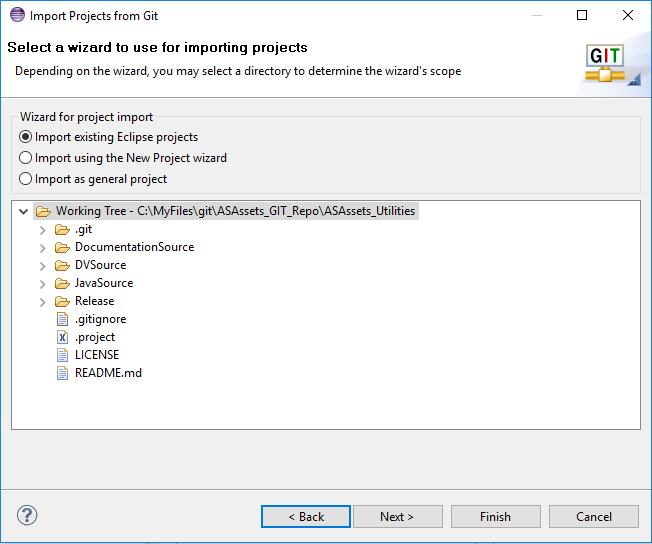 Import Projects from Git
Select a wizard to use for importing projects
Depending on the wizard, you may select a directory to determine the wizard's scope
GIT
Wizard for project import
Import existing Eclipse projects
Import using the New Project wizard
Import as general project
Working Tree - C:\MyFiles\git\ASAssets_GIT_Repo\ASAssets_Utilities
.git
DocumentationSource
DVSource
JavaSource
Release
.gitignore
X .project
LICENSE
README.md
? < Back Next > Finish Cancel